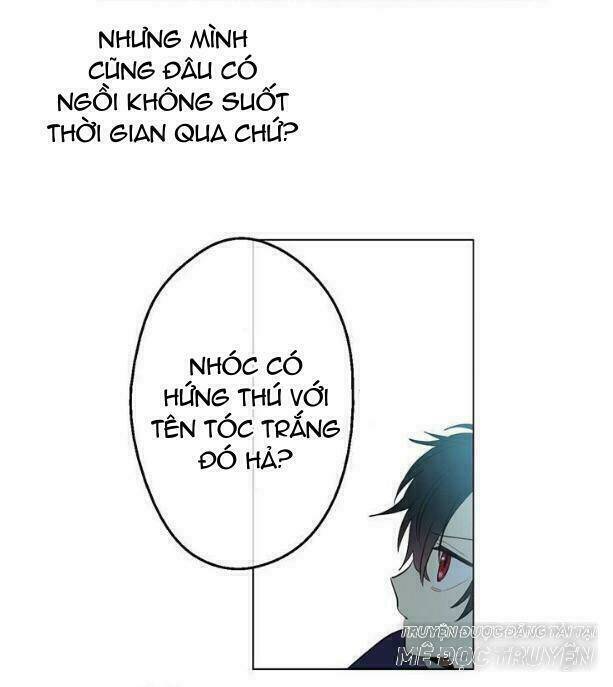 NHƯNG MÌNH
CŨNG ĐÂU CÓ
NGỒI KHÔNG SUỐT
THỜI GIAN QUA CHỨ?
NHÓC CÓ
HỨNG THÚ VỚI
TÊN TÓC TRẮNG
ĐÓ HẢ?
TRUYỆN ĐƯỢC ĐĂNG TẢI TẠI
MÊ ĐỌC TRUYỆN